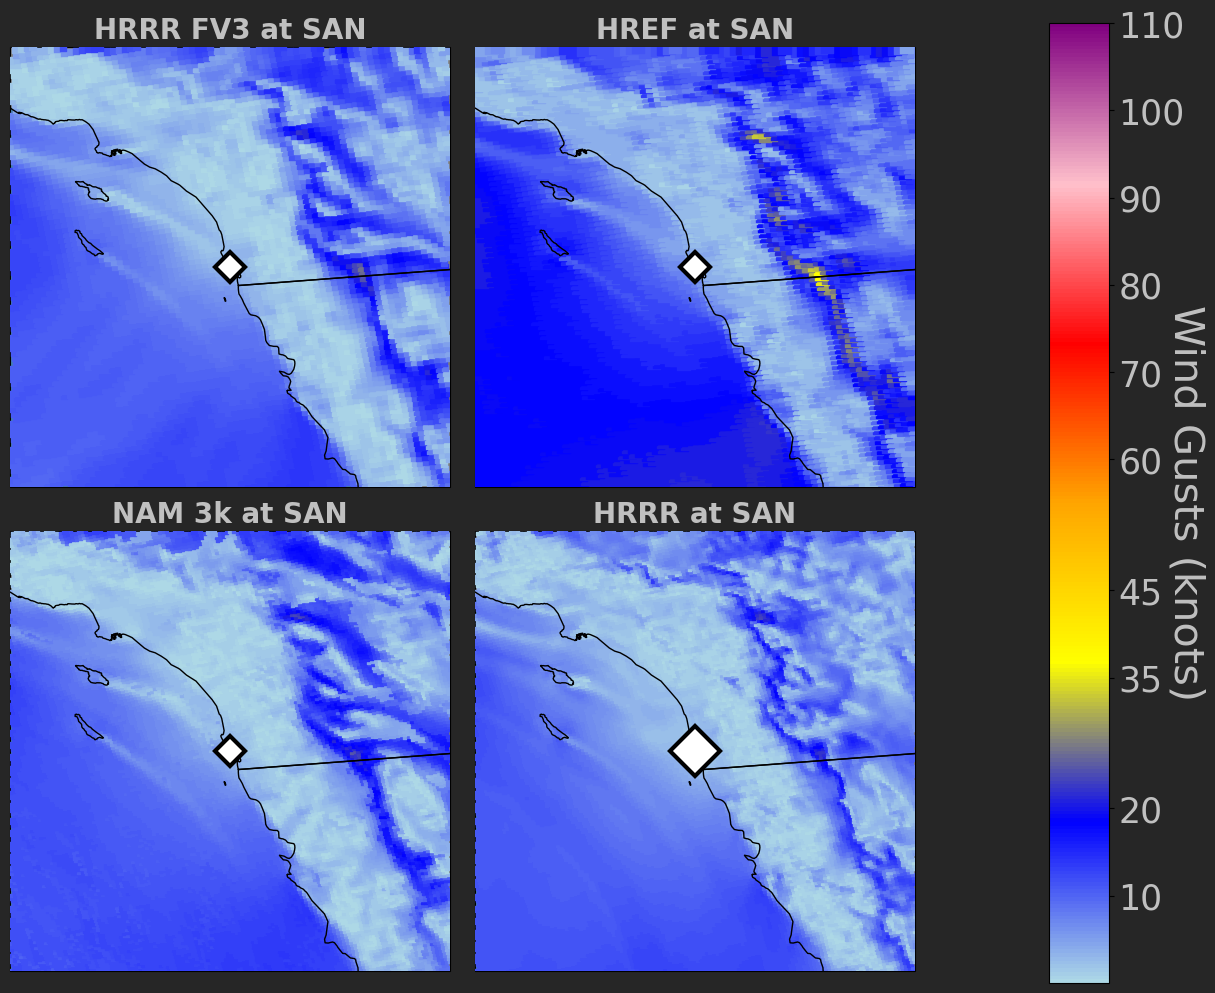 HRRR FV3 at SAN
HREF at SAN
NAM 3k at SAN
HRRR at SAN
110
100
90
80
70
60
45
35
20
10
Wind Gusts (knots)